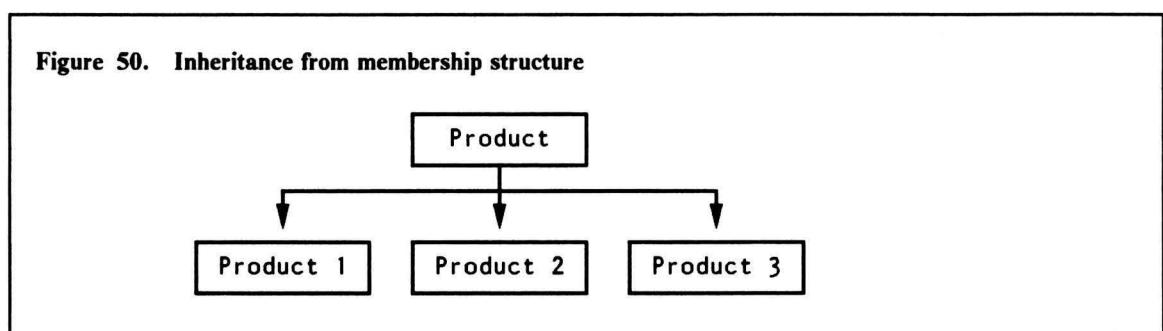 Figure 50. Inheritance from membership structure
Product
Product 1 Product 2 Product 3